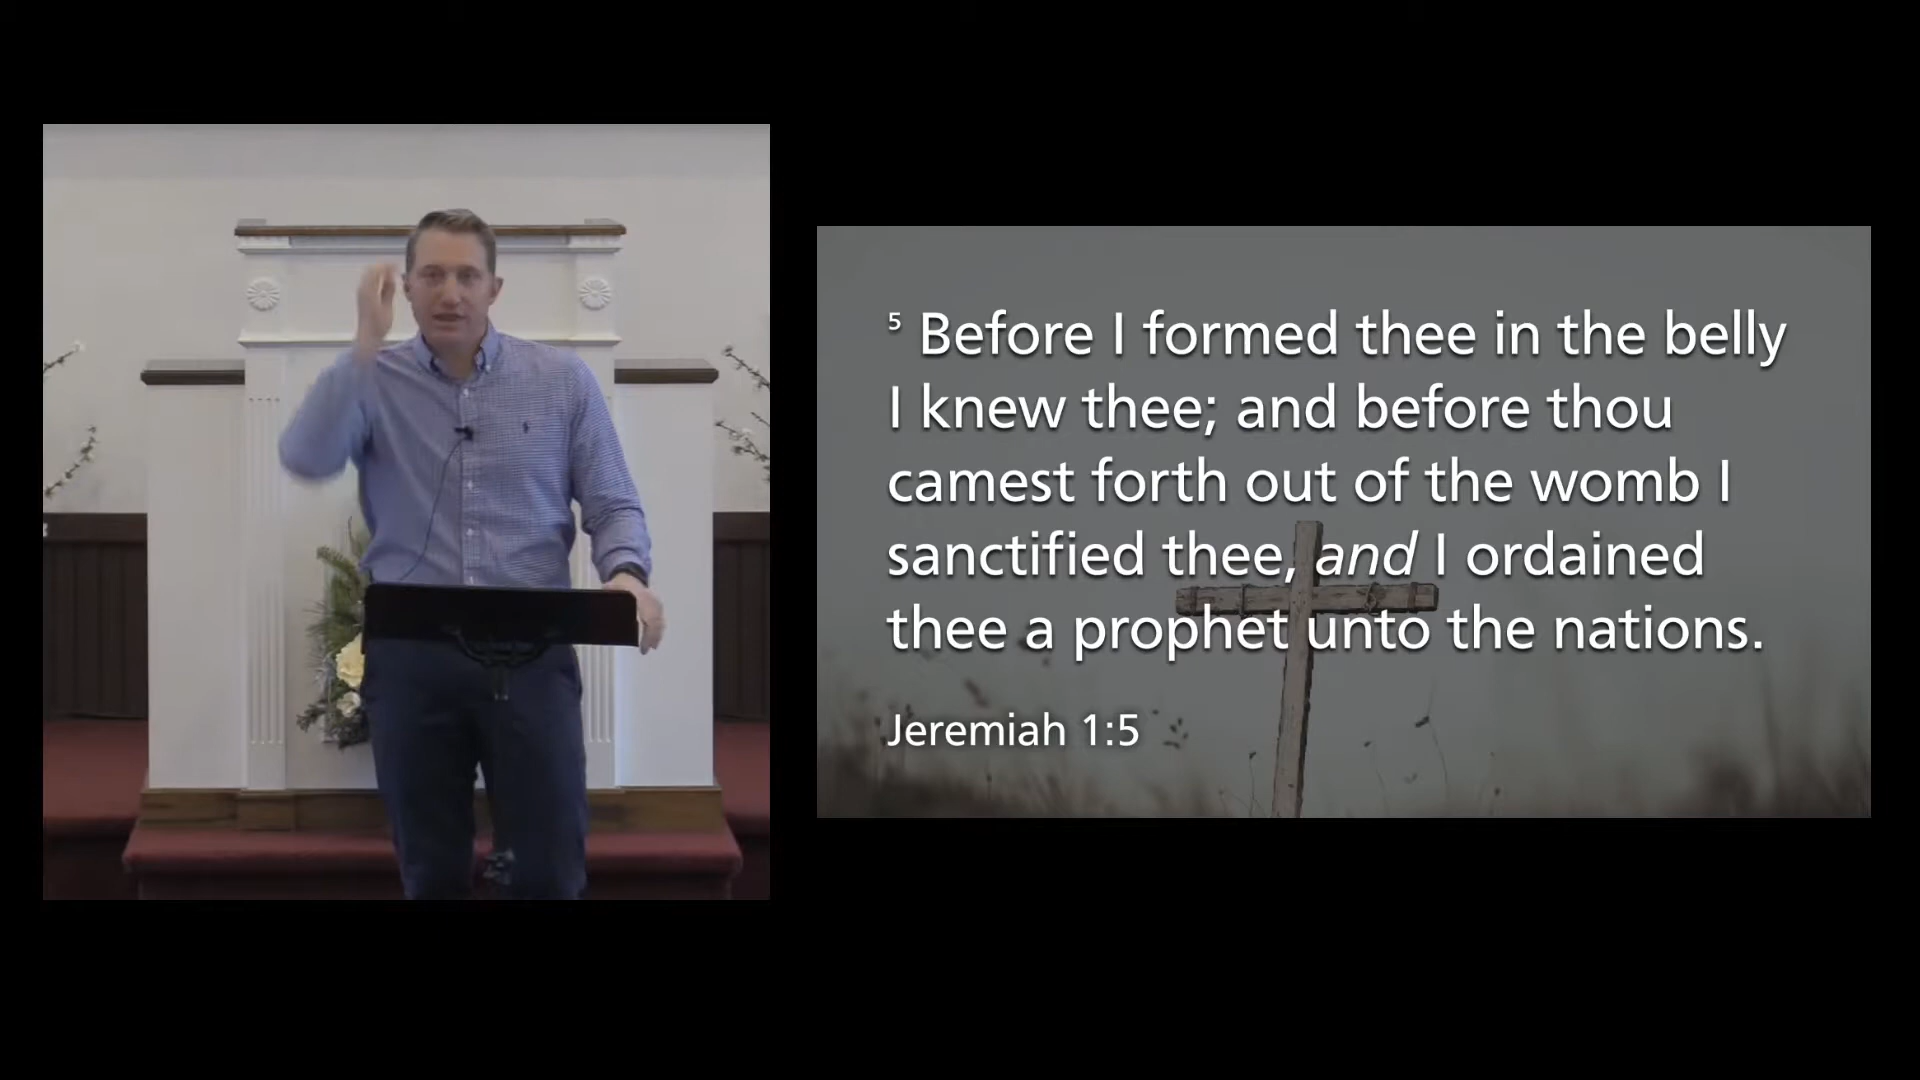 5 Before I formed thee in the belly
I knew thee; and before thou
camest forth out of the womb I
sanctified thee, and I ordained
thee a prophet unto the nations.
Jeremiah 1:5